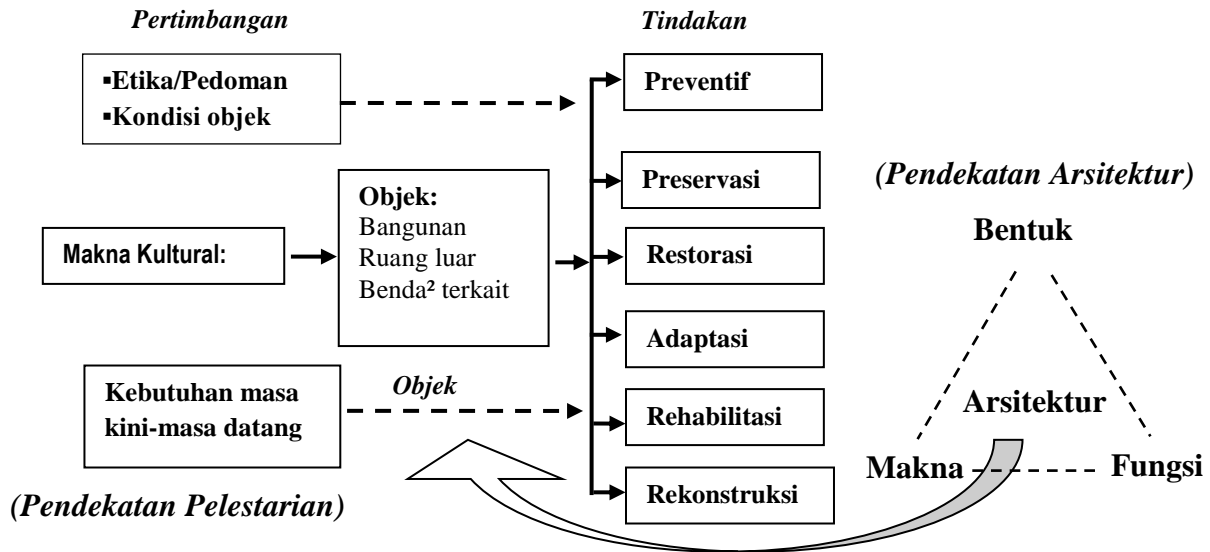 Pertimbangan
Tindakan
▪Etika/Pedoman
▪Kondisi objek
Preventif
Preservasi
(Pendekatan Arsitektur)
Objek:
Bangunan
Ruang luar
Benda² terkait
Makna Kultural:
Restorasi
Bentuk
Adaptasi
Kebutuhan masa
kini-masa datang
Objek
Rehabilitasi
Arsitektur
Makna
Fungsi
Rekonstruksi
(Pendekatan Pelestarian)